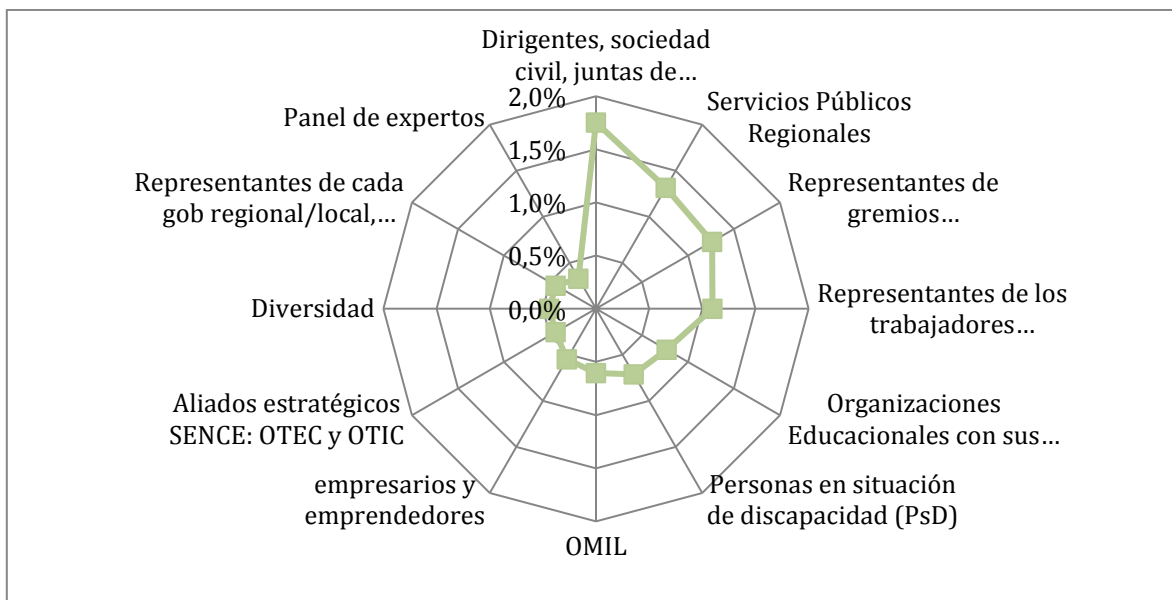 Dirigentes, sociedad
civil, juntas de...
Servicios Públicos
Regionales
Representantes de
gremios...
Representantes de los
trabajadores...
Organizaciones
Educacionales con sus...
Personas en situación
de discapacidad (PsD)
OMIL
empresarios y
emprendedores
Aliados estratégicos
SENCE: OTEC y OTIC
Diversidad
Representantes de cada
gob regional/local,...
Panel de expertos
2,0%
1,5%
1,0%
0,5%
0,0%